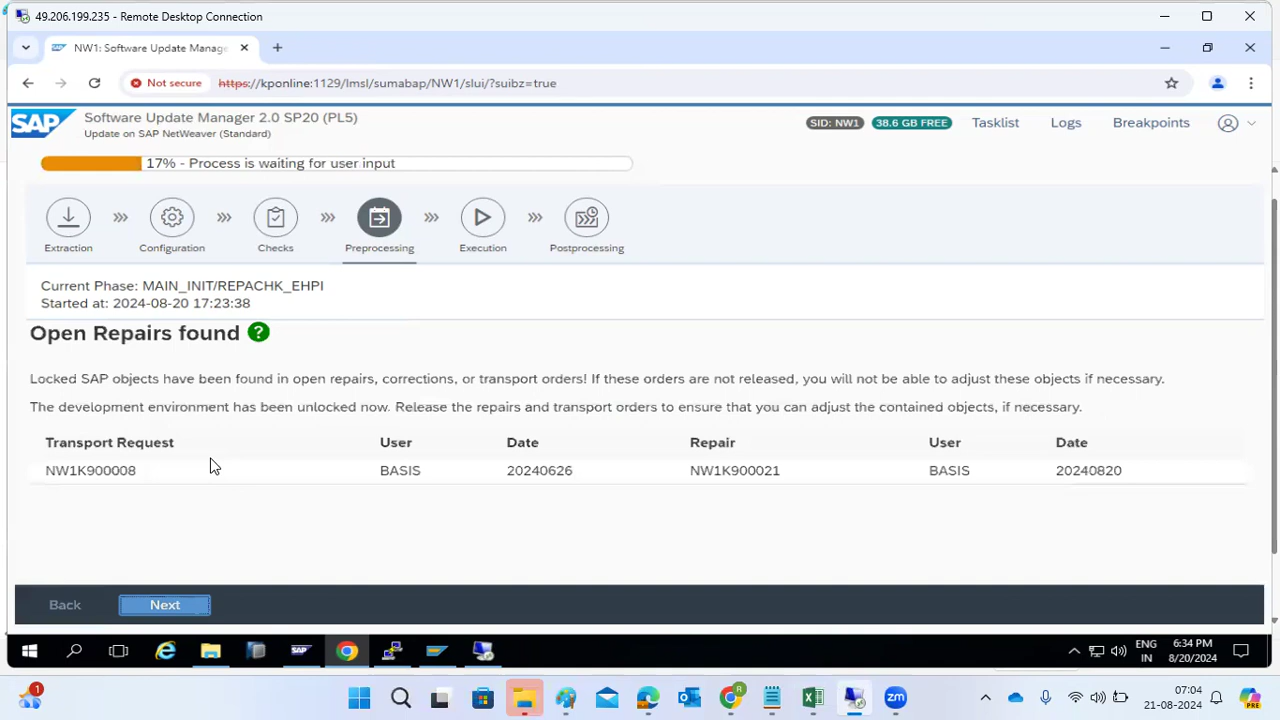 49.206.199.235 - Remote Desktop Connection
SAP NW1: Software Update Manage
Not secure https://kponline:1129/lmsl/sumabap/NW1/slui/?suibz=true
SAP
Software Update Manager 2.0 SP20 (PL5)
Update on SAP NetWeaver (Standard)
SID: NW1 38.6 GB FREE Tasklist Logs Breakpoints
17% - Process is waiting for user input
Extraction Configuration Checks Preprocessing Execution Postprocessing
Current Phase: MAIN_INIT/REPACHK_EHPI
Started at: 2024-08-20 17:23:38
Open Repairs found ?
Locked SAP objects have been found in open repairs, corrections, or transport orders! If these orders are not released, you will not be able to adjust these objects if necessary.
The development environment has been unlocked now. Release the repairs and transport orders to ensure that you can adjust the contained objects, if necessary.
Transport Request User Date Repair User Date
NW1K900008 BASIS 20240626 NW1K900021 BASIS 20240820
Back Next
SAP
ENG 6:34 PM
IN 8/20/2024
1
R
zm
PRE
07:04
21-08-2024